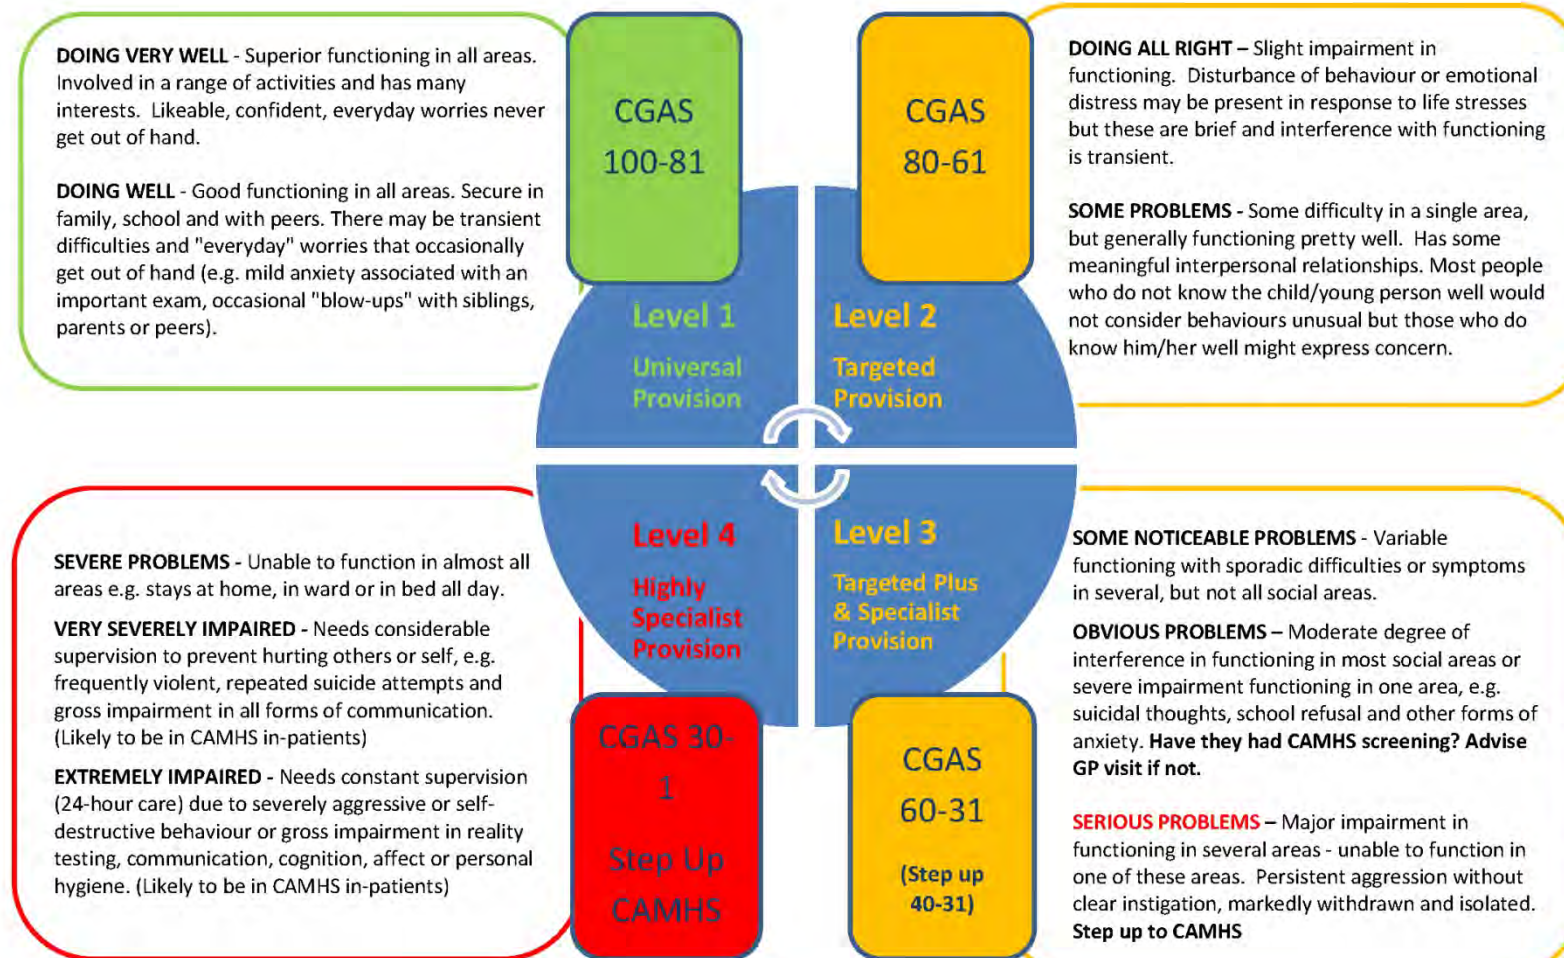 DOING VERY WELL - Superior functioning in all areas.
Involved in a range of activities and has many
interests. Likeable, confident, everyday worries never
get out of hand.
DOING WELL - Good functioning in all areas. Secure in
family, school and with peers. There may be transient
difficulties and "everyday" worries that occasionally
get out of hand (e.g. mild anxiety associated with an
important exam, occasional "blow-ups" with siblings,
parents or peers).
CGAS
100-81
Level 1
Universal
Provision
CGAS
80-61
Level 2
Targeted
Provision
DOING ALL RIGHT – Slight impairment in
functioning. Disturbance of behaviour or emotional
distress may be present in response to life stresses
but these are brief and interference with functioning
is transient.
SOME PROBLEMS - Some difficulty in a single area,
but generally functioning pretty well. Has some
meaningful interpersonal relationships. Most people
who do not know the child/young person well would
not consider behaviours unusual but those who do
know him/her well might express concern.
SEVERE PROBLEMS - Unable to function in almost all
areas e.g. stays at home, in ward or in bed all day.
VERY SEVERELY IMPAIRED - Needs considerable
supervision to prevent hurting others or self, e.g.
frequently violent, repeated suicide attempts and
gross impairment in all forms of communication.
(Likely to be in CAMHS in-patients)
EXTREMELY IMPAIRED - Needs constant supervision
(24-hour care) due to severely aggressive or self-
destructive behaviour or gross impairment in reality
testing, communication, cognition, affect or personal
hygiene. (Likely to be in CAMHS in-patients)
Level 4
Highly
Specialist
Provision
CGAS 30-
1
Step Up
CAMHS
Level 3
Targeted Plus
& Specialist
Provision
CGAS
60-31
(Step up
40-31)
SOME NOTICEABLE PROBLEMS - Variable
functioning with sporadic difficulties or symptoms
in several, but not all social areas.
OBVIOUS PROBLEMS – Moderate degree of
interference in functioning in most social areas or
severe impairment functioning in one area, e.g.
suicidal thoughts, school refusal and other forms of
anxiety. Have they had CAMHS screening? Advise
GP visit if not.
SERIOUS PROBLEMS – Major impairment in
functioning in several areas - unable to function in
one of these areas. Persistent aggression without
clear instigation, markedly withdrawn and isolated.
Step up to CAMHS